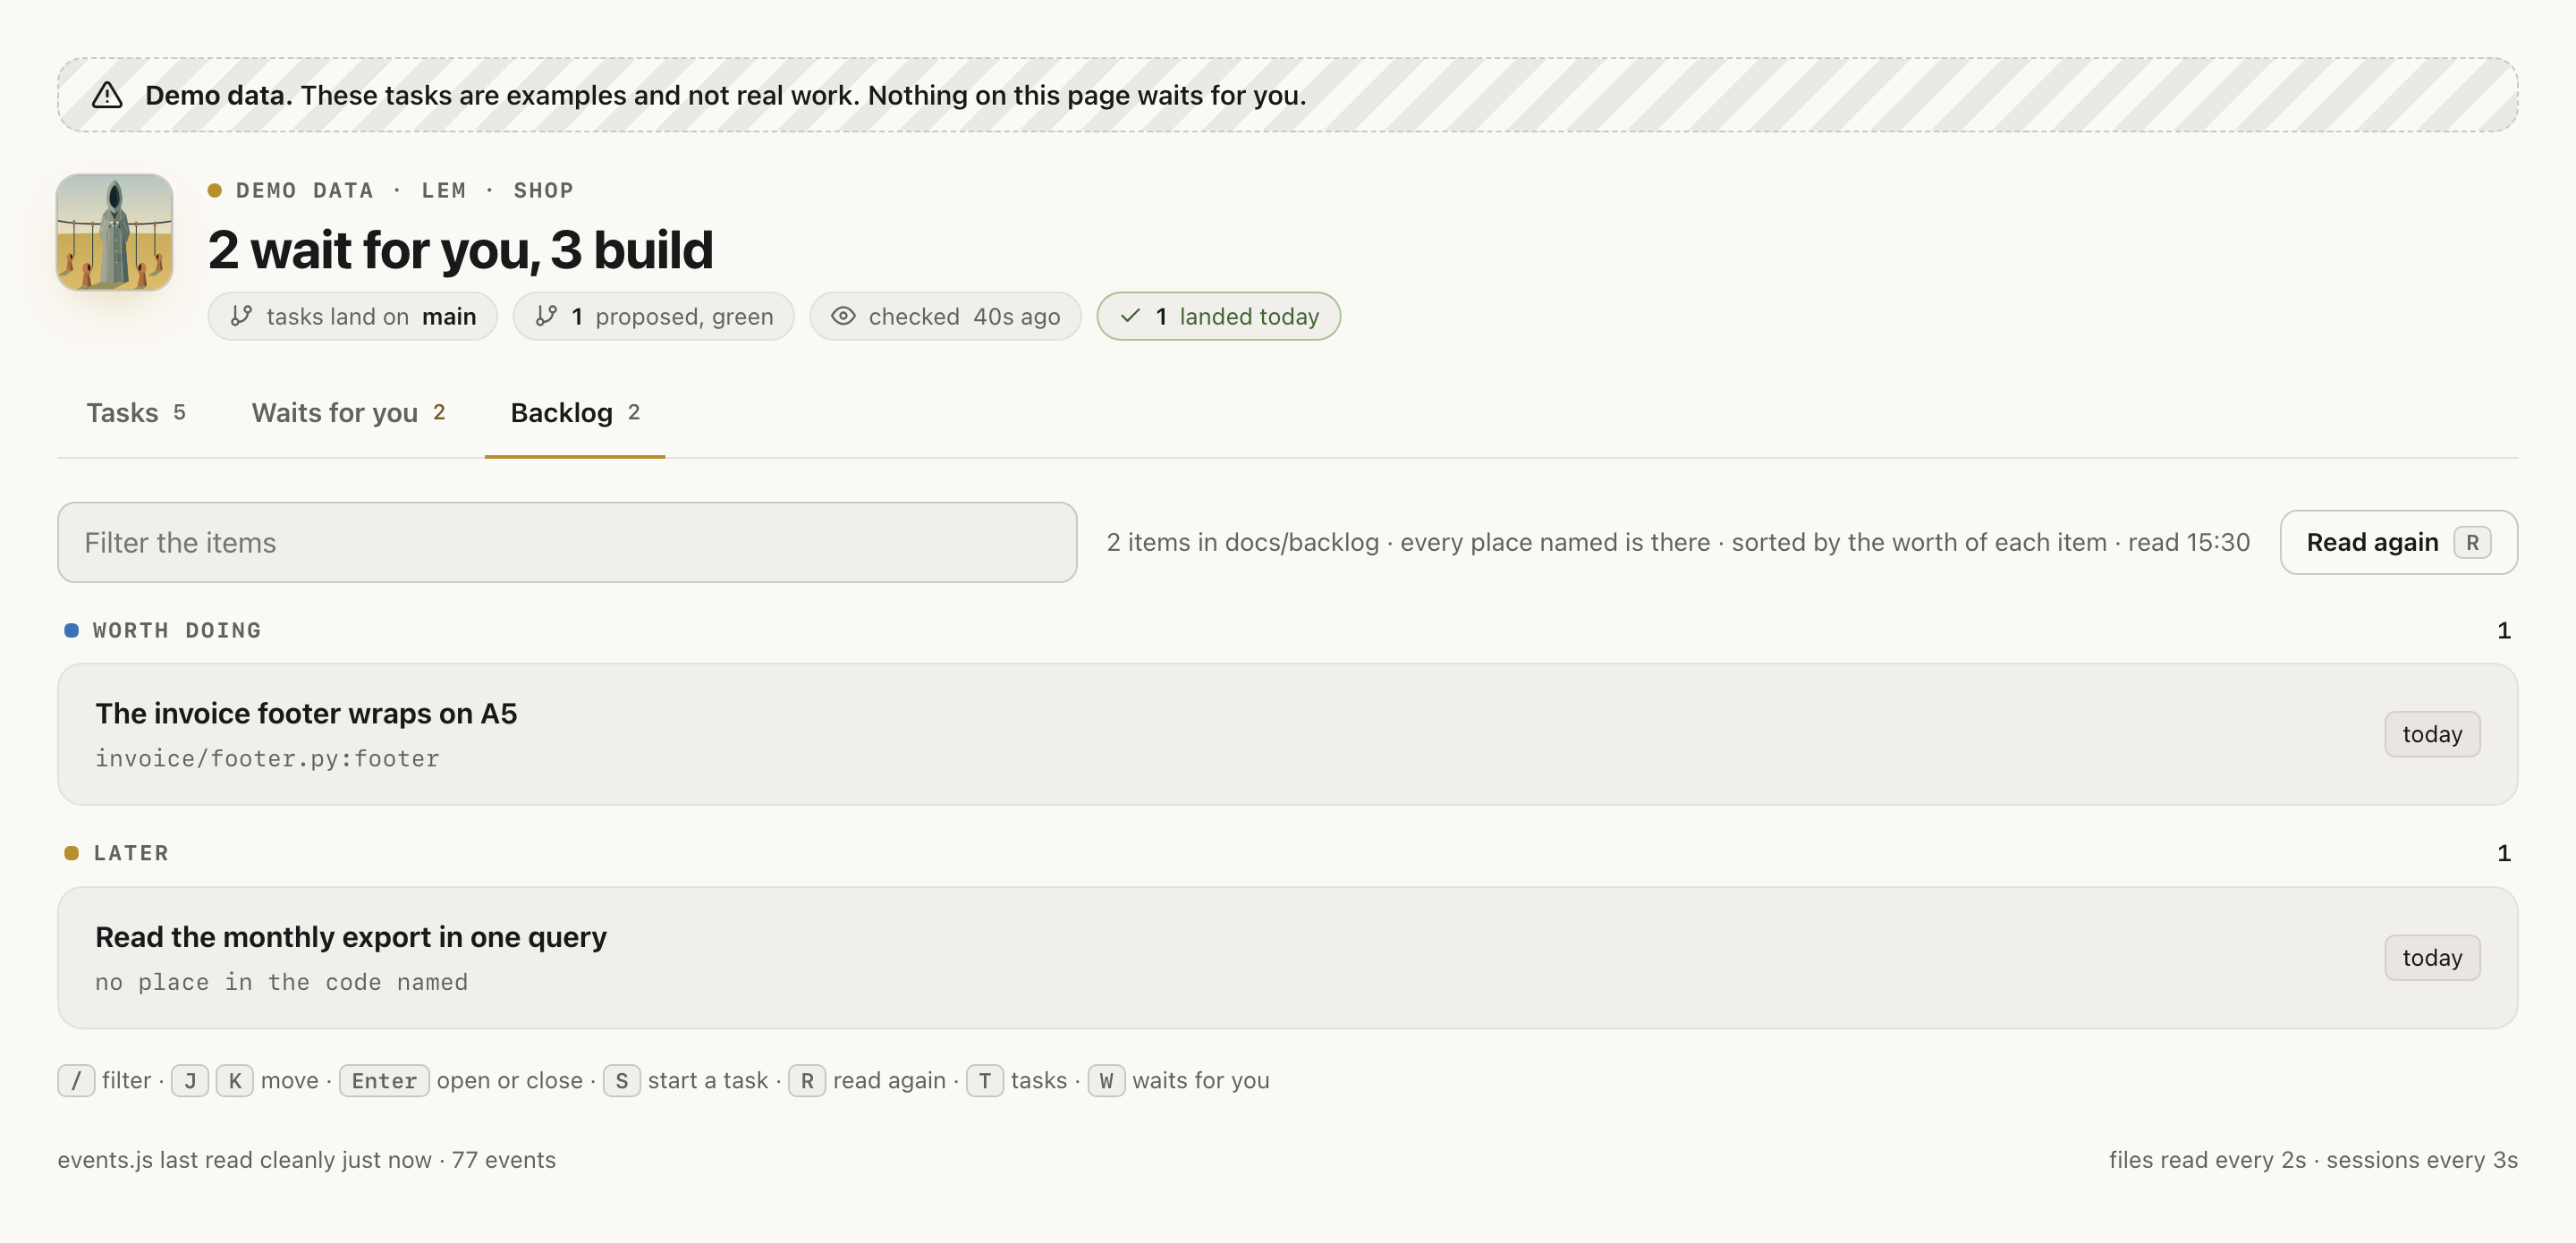 Demo data. These tasks are examples and not real work. Nothing on this page waits for you.
DEMO DATA · LEM · SHOP
2 wait for you, 3 build
tasks land on main
1 proposed, green
checked 40s ago
1 landed today
Tasks 5
Waits for you 2
Backlog 2
Filter the items
2 items in docs/backlog · every place named is there · sorted by the worth of each item · read 15:30
Read again R
WORTH DOING 1
The invoice footer wraps on A5
invoice/footer.py:footer
today
LATER 1
Read the monthly export in one query
no place in the code named
today
/ filter · J K move · Enter open or close · S start a task · R read again · T tasks · W waits for you
events.js last read cleanly just now · 77 events
files read every 2s · sessions every 3s